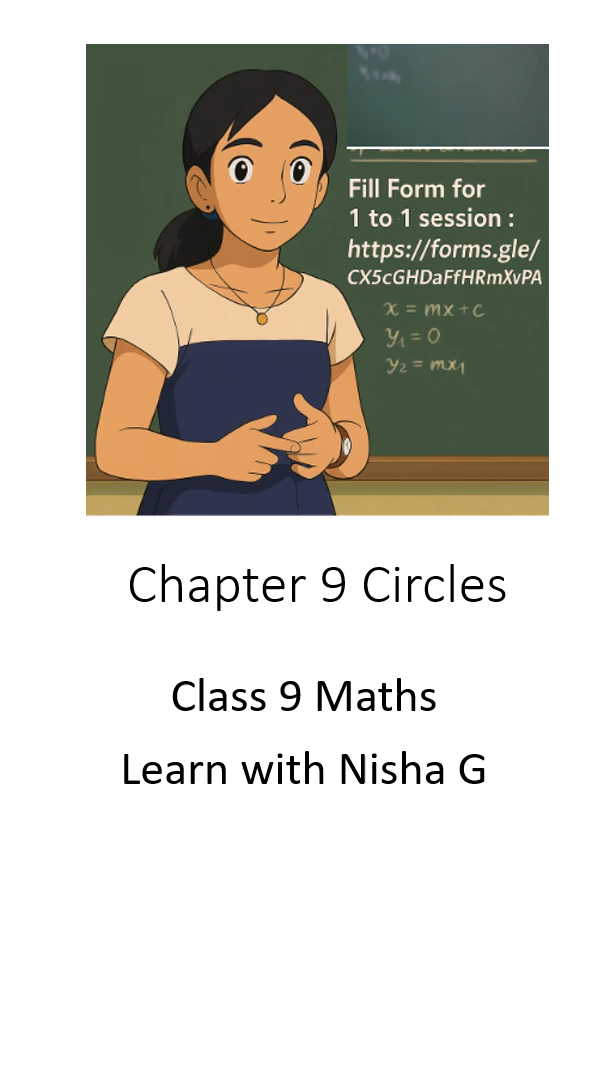 Fill Form for
1 to 1 session :
https://forms.gle/
CX5cGHDaFfHRmXvPA
x = mx + c
y₁ = 0
y₂ = mx₁
Chapter 9 Circles
Class 9 Maths
Learn with Nisha G